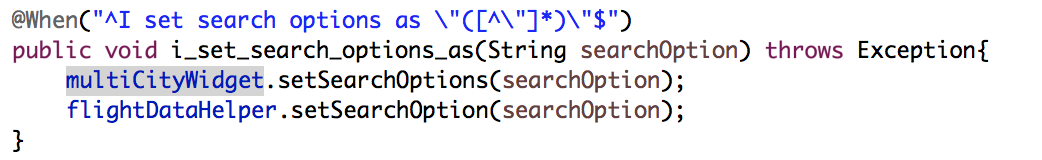 @When("^I set search options as \"([^\"]*)\"$")
public void i_set_search_options_as(String searchOption) throws Exception{
multiCityWidget.setSearchOptions(searchOption);
flightDataHelper.setSearchOption(searchOption);
}